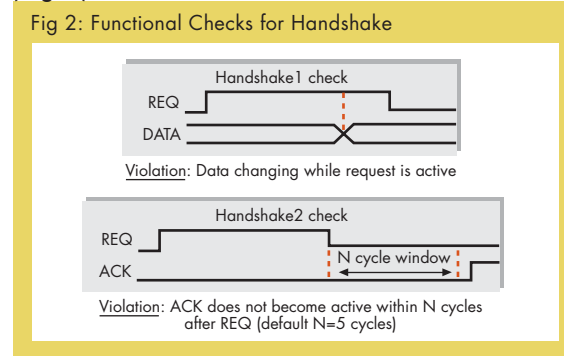 Fig 2: Functional Checks for Handshake
Handshake1 check
REQ
DATA
Violation: Data changing while request is active
Handshake2 check
REQ
N cycle window
ACK
Violation: ACK does not become active within N cycles
after REQ (default N=5 cycles)